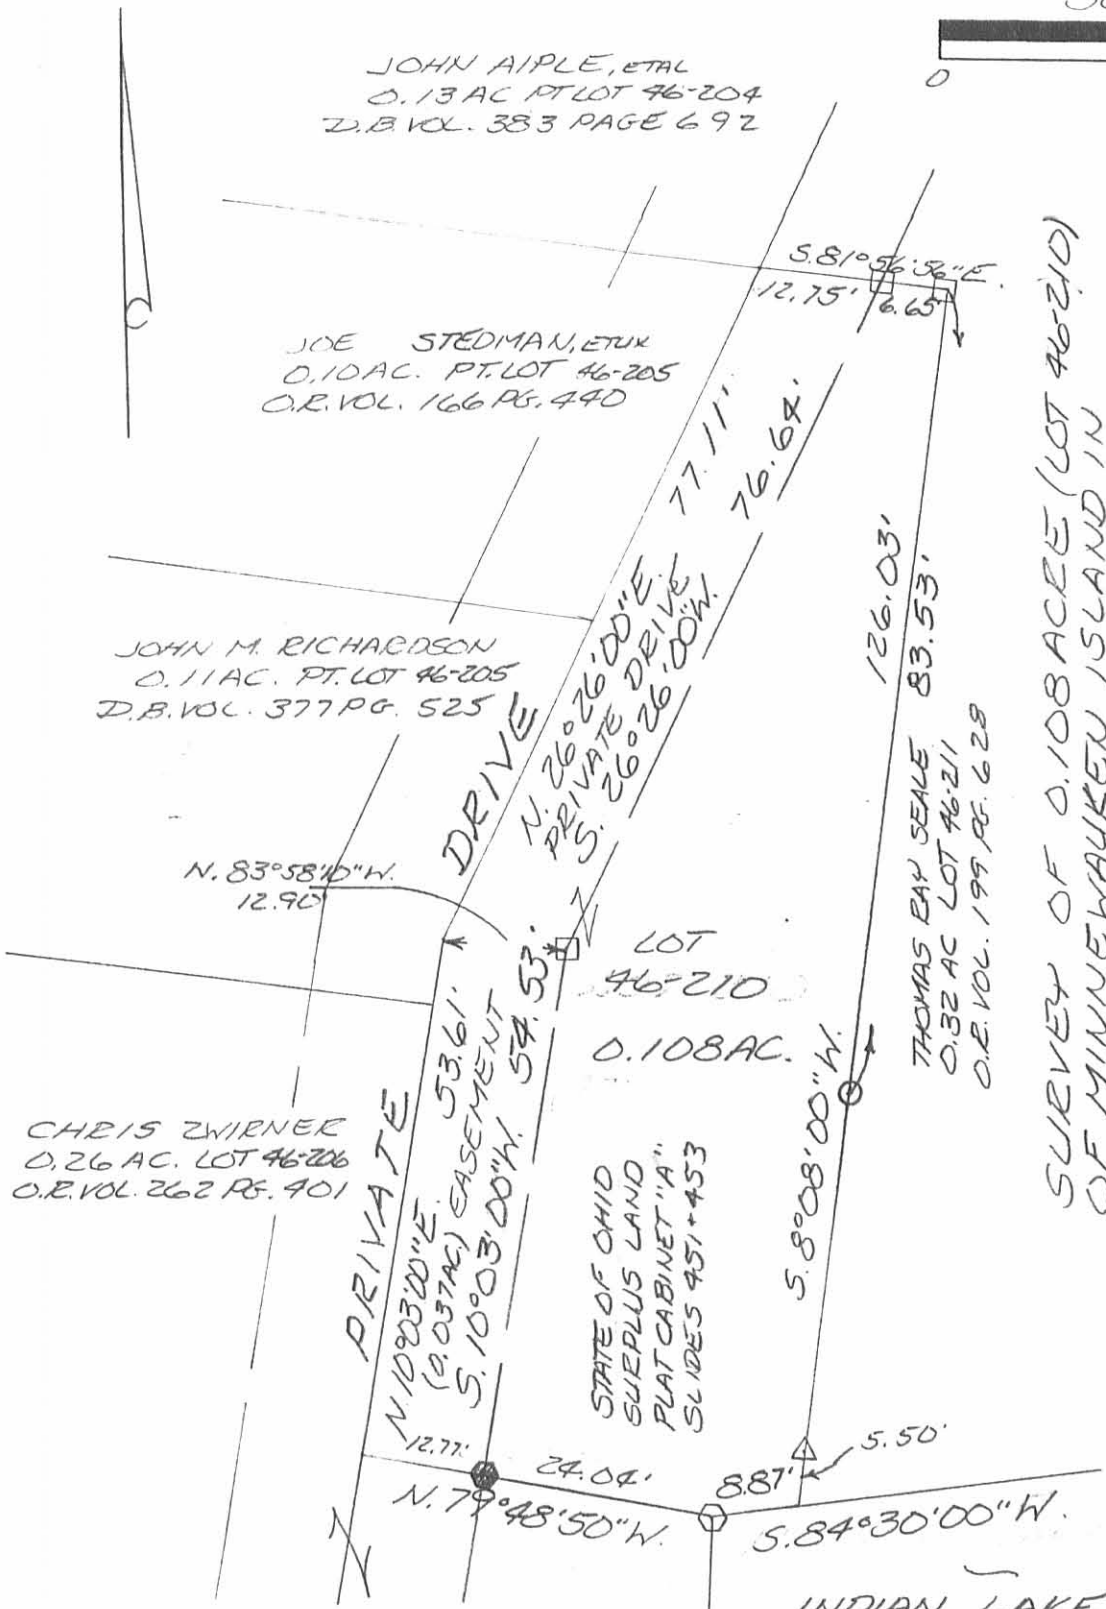 0
JOHN AIPLE, ETAL
0.13 AC PT LOT 46-204
D.B. VOL. 383 PAGE 692
S. 81°56'56"E.
12.75'
6.65'
JOE STEDMAN, ETUX
0.10 AC. PT. LOT 46-205
O.R. VOL. 166 PG. 440
77.11'
76.64'
N. 26°26'00"E.
PRIVATE DRIVE
S. 26°26'00"W.
JOHN M. RICHARDSON
0.11 AC. PT. LOT 46-205
D.B. VOL. 377 PG. 525
126.03'
83.53'
THOMAS RAY SEALE
0.32 AC LOT 46-211
O.R. VOL. 199 PG. 628
SURVEY OF 0.108 ACRE (LOT 46-210)
OF MINNEWAUKEN ISLAND IN
N. 83°58'10"W.
12.90'
LOT
46-210
0.108 AC.
PRIVATE DRIVE
53.61'
N. 10°03'00"E.
(0.037 AC) EASEMENT
S. 10°03'00"W. 54.53'
CHRIS ZWIRNER
0.26 AC. LOT 46-206
O.R. VOL. 262 PG. 401
S. 8°08'00"W.
STATE OF OHIO
SURPLUS LAND
PLAT CABINET "A"
SLIDES 451+453
12.77'
24.04'
8.87'
5.50'
N. 79°48'50"W.
S. 84°30'00"W.
INDIAN LAKE